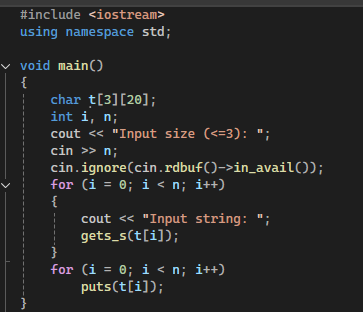 #include <iostream>
using namespace std;
void main()
{
char t[3][20];
int i, n;
cout << "Input size (<=3): ";
cin >> n;
cin.ignore(cin.rdbuf()->in_avail());
for (i = 0; i < n; i++)
{
cout << "Input string: ";
gets_s(t[i]);
}
for (i = 0; i < n; i++)
puts(t[i]);
}